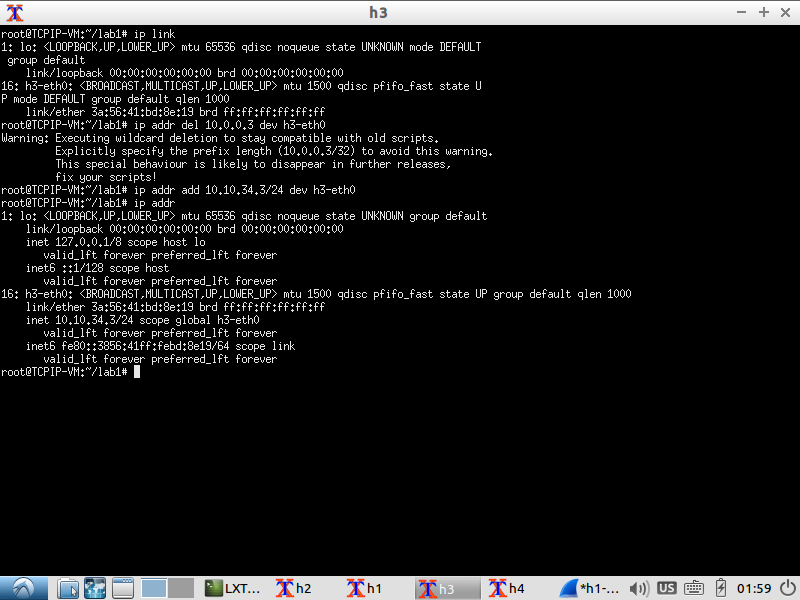 h3
root@TCPIP-VM:~/lab1# ip link
1: lo: <LOOPBACK,UP,LOWER_UP> mtu 65536 qdisc noqueue state UNKNOWN mode DEFAULT
 group default
    link/loopback 00:00:00:00:00:00 brd 00:00:00:00:00:00
16: h3-eth0: <BROADCAST,MULTICAST,UP,LOWER_UP> mtu 1500 qdisc pfifo_fast state U
P mode DEFAULT group default qlen 1000
    link/ether 3a:56:41:bd:8e:19 brd ff:ff:ff:ff:ff:ff
root@TCPIP-VM:~/lab1# ip addr del 10.0.0.3 dev h3-eth0
Warning: Executing wildcard deletion to stay compatible with old scripts.
         Explicitly specify the prefix length (10.0.0.3/32) to avoid this warning.
         This special behaviour is likely to disappear in further releases,
         fix your scripts!
root@TCPIP-VM:~/lab1# ip addr add 10.10.34.3/24 dev h3-eth0
root@TCPIP-VM:~/lab1# ip addr
1: lo: <LOOPBACK,UP,LOWER_UP> mtu 65536 qdisc noqueue state UNKNOWN group default
    link/loopback 00:00:00:00:00:00 brd 00:00:00:00:00:00
    inet 127.0.0.1/8 scope host lo
       valid_lft forever preferred_lft forever
    inet6 ::1/128 scope host
       valid_lft forever preferred_lft forever
16: h3-eth0: <BROADCAST,MULTICAST,UP,LOWER_UP> mtu 1500 qdisc pfifo_fast state UP group default qlen 1000
    link/ether 3a:56:41:bd:8e:19 brd ff:ff:ff:ff:ff:ff
    inet 10.10.34.3/24 scope global h3-eth0
       valid_lft forever preferred_lft forever
    inet6 fe80::3856:41ff:febd:8e19/64 scope link
       valid_lft forever preferred_lft forever
root@TCPIP-VM:~/lab1#
LXT... h2 h1 h3 h4 *h1-... US 01:59